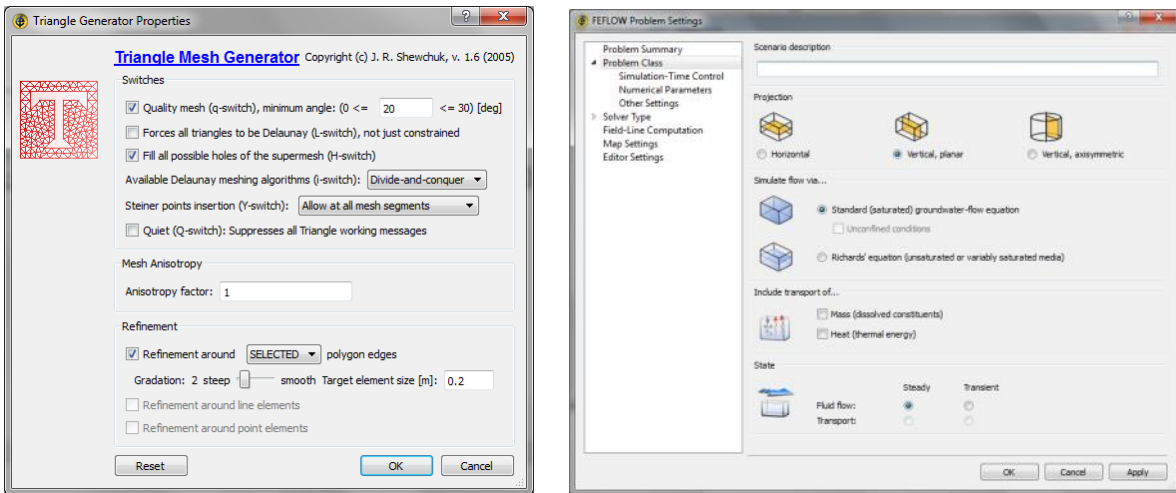 Triangle Generator Properties
Triangle Mesh Generator Copyright (c) J. R. Shewchuk, v. 1.6 (2005)
Switches
Quality mesh (q-switch), minimum angle: (0 <= 20 <= 30) [deg]
Forces all triangles to be Delaunay (L-switch), not just constrained
Fill all possible holes of the supermesh (H-switch)
Available Delaunay meshing algorithms (i-switch): Divide-and-conquer
Steiner points insertion (Y-switch): Allow at all mesh segments
Quiet (Q-switch): Suppresses all Triangle working messages
Mesh Anisotropy
Anisotropy factor: 1
Refinement
Refinement around SELECTED polygon edges
Gradation: 2 steep smooth Target element size [m]: 0.2
Refinement around line elements
Refinement around point elements
Reset OK Cancel
FEFLOW Problem Settings
Problem Summary
Problem Class
Simulation-Time Control
Numerical Parameters
Other Settings
Solver Type
Field-Line Computation
Map Settings
Editor Settings
Scenario description
Projection
Horizontal Vertical, planar Vertical, axisymmetric
Simulate flow via...
Standard (saturated) groundwater-flow equation
Unconfined conditions
Richards' equation (unsaturated or variably saturated media)
Include transport of...
Mass (dissolved constituents)
Heat (thermal energy)
State
Steady Transient
Fluid flow:
Transport:
OK Cancel Apply